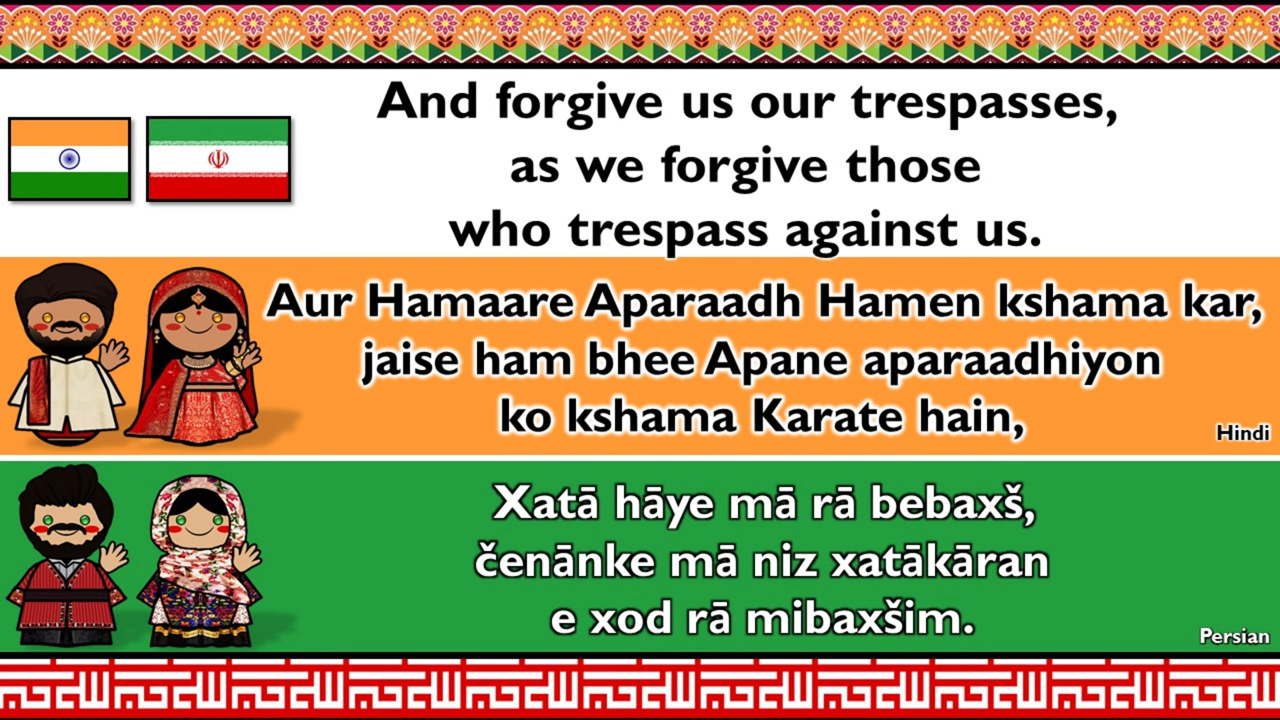 And forgive us our trespasses,
as we forgive those
who trespass against us.
Aur Hamaare Aparaadh Hamen kshama kar,
jaise ham bhee Apane aparaadhiyon
ko kshama Karate hain,
Hindi
Xatā hāye mā rā bebaxš,
čenānke mā niz xatākāran
e xod rā mibaxšim.
Persian